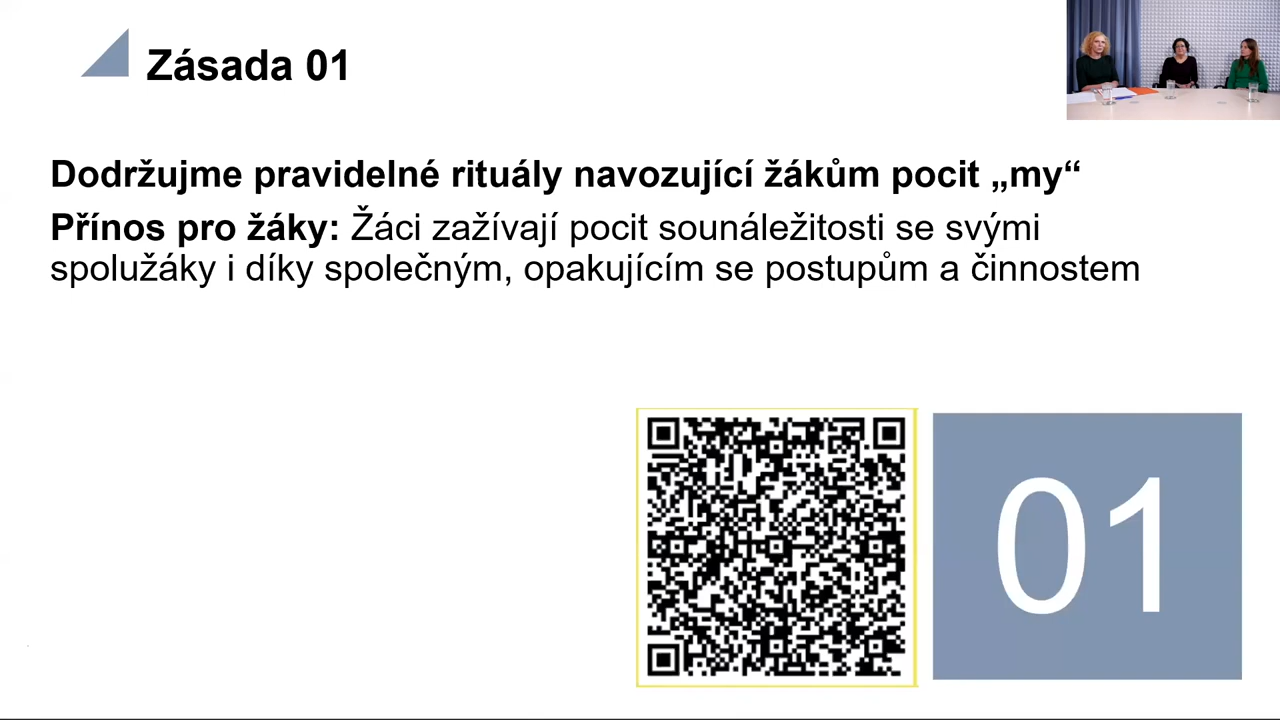 Zásada 01
Dodržujme pravidelné rituály navozující žákům pocit „my“
Přínos pro žáky: Žáci zažívají pocit sounáležitosti se svými
spolužáky i díky společným, opakujícím se postupům a činnostem
01